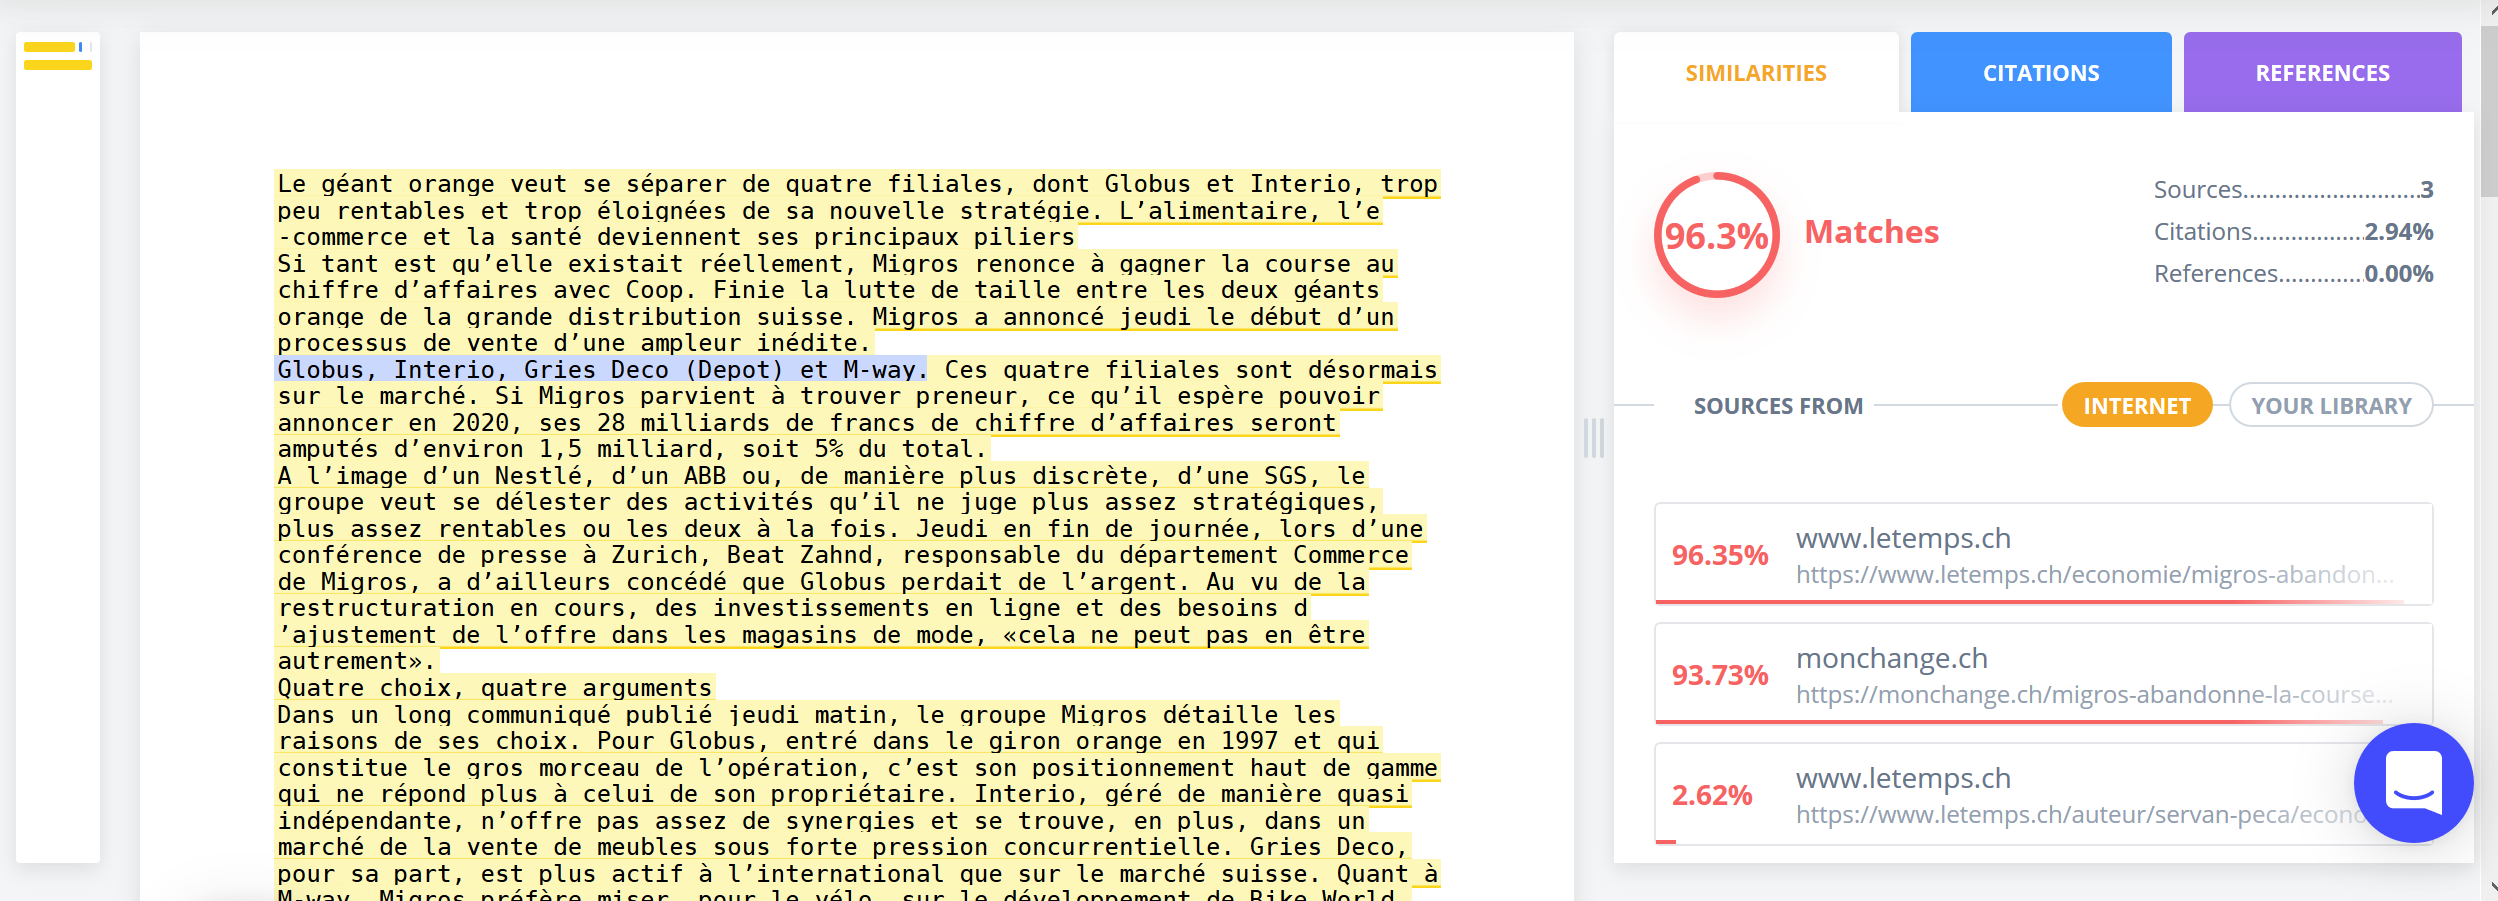 Le géant orange veut se séparer de quatre filiales, dont Globus et Interio, trop
peu rentables et trop éloignées de sa nouvelle stratégie. L’alimentaire, l’e
-commerce et la santé deviennent ses principaux piliers
Si tant est qu’elle existait réellement, Migros renonce à gagner la course au
chiffre d’affaires avec Coop. Finie la lutte de taille entre les deux géants
orange de la grande distribution suisse. Migros a annoncé jeudi le début d’un
processus de vente d’une ampleur inédite.
Globus, Interio, Gries Deco (Depot) et M-way. Ces quatre filiales sont désormais
sur le marché. Si Migros parvient à trouver preneur, ce qu’il espère pouvoir
annoncer en 2020, ses 28 milliards de francs de chiffre d’affaires seront
amputés d’environ 1,5 milliard, soit 5% du total.
A l’image d’un Nestlé, d’un ABB ou, de manière plus discrète, d’une SGS, le
groupe veut se délester des activités qu’il ne juge plus assez stratégiques,
plus assez rentables ou les deux à la fois. Jeudi en fin de journée, lors d’une
conférence de presse à Zurich, Beat Zahnd, responsable du département Commerce
de Migros, a d’ailleurs concédé que Globus perdait de l’argent. Au vu de la
restructuration en cours, des investissements en ligne et des besoins d
’ajustement de l’offre dans les magasins de mode, «cela ne peut pas en être
autrement».
Quatre choix, quatre arguments
Dans un long communiqué publié jeudi matin, le groupe Migros détaille les
raisons de ses choix. Pour Globus, entré dans le giron orange en 1997 et qui
constitue le gros morceau de l’opération, c’est son positionnement haut de gamme
qui ne répond plus à celui de son propriétaire. Interio, géré de manière quasi
indépendante, n’offre pas assez de synergies et se trouve, en plus, dans un
marché de la vente de meubles sous forte pression concurrentielle. Gries Deco,
pour sa part, est plus actif à l’international que sur le marché suisse. Quant à
M-way, Migros préfère miser, pour le vélo, sur le développement de Bike World.
SIMILARITIES
CITATIONS
REFERENCES
96.3%
Matches
Sources..........................3
Citations.................2.94%
References.............0.00%
SOURCES FROM
INTERNET
YOUR LIBRARY
96.35%
www.letemps.ch
https://www.letemps.ch/economie/migros-abandon...
93.73%
monchange.ch
https://monchange.ch/migros-abandonne-la-course...
2.62%
www.letemps.ch
https://www.letemps.ch/auteur/servan-peca/econo